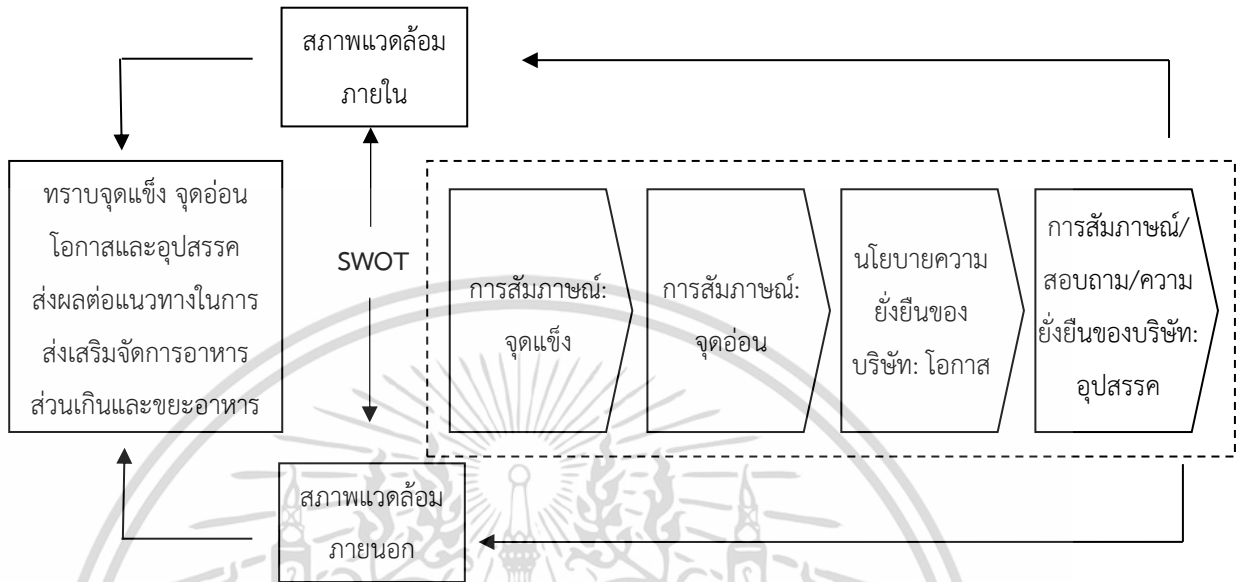 สภาพแวดล้อม
ภายใน
ทราบจุดแข็ง จุดอ่อน
โอกาสและอุปสรรค
ส่งผลต่อแนวทางในการ
ส่งเสริมจัดการอาหาร
ส่วนเกินและขยะอาหาร
SWOT
การสัมภาษณ์:
จุดแข็ง
การสัมภาษณ์:
จุดอ่อน
นโยบายความ
ยั่งยืนของ
บริษัท: โอกาส
การสัมภาษณ์/
สอบถาม/ความ
ยั่งยืนของบริษัท:
อุปสรรค
สภาพแวดล้อม
ภายนอก